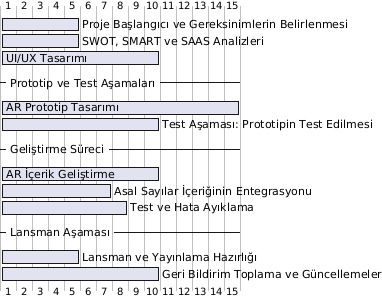 1 2 3 4 5 6 7 8 9 10 11 12 13 14 15
Proje Başlangıcı ve Gereksinimlerin Belirlenmesi
SWOT, SMART ve SAAS Analizleri
UI/UX Tasarımı
Prototip ve Test Aşamaları
AR Prototip Tasarımı
Test Aşaması: Prototipin Test Edilmesi
Geliştirme Süreci
AR İçerik Geliştirme
Asal Sayılar İçeriğinin Entegrasyonu
Test ve Hata Ayıklama
Lansman Aşaması
Lansman ve Yayınlama Hazırlığı
Geri Bildirim Toplama ve Güncellemeler
1 2 3 4 5 6 7 8 9 10 11 12 13 14 15